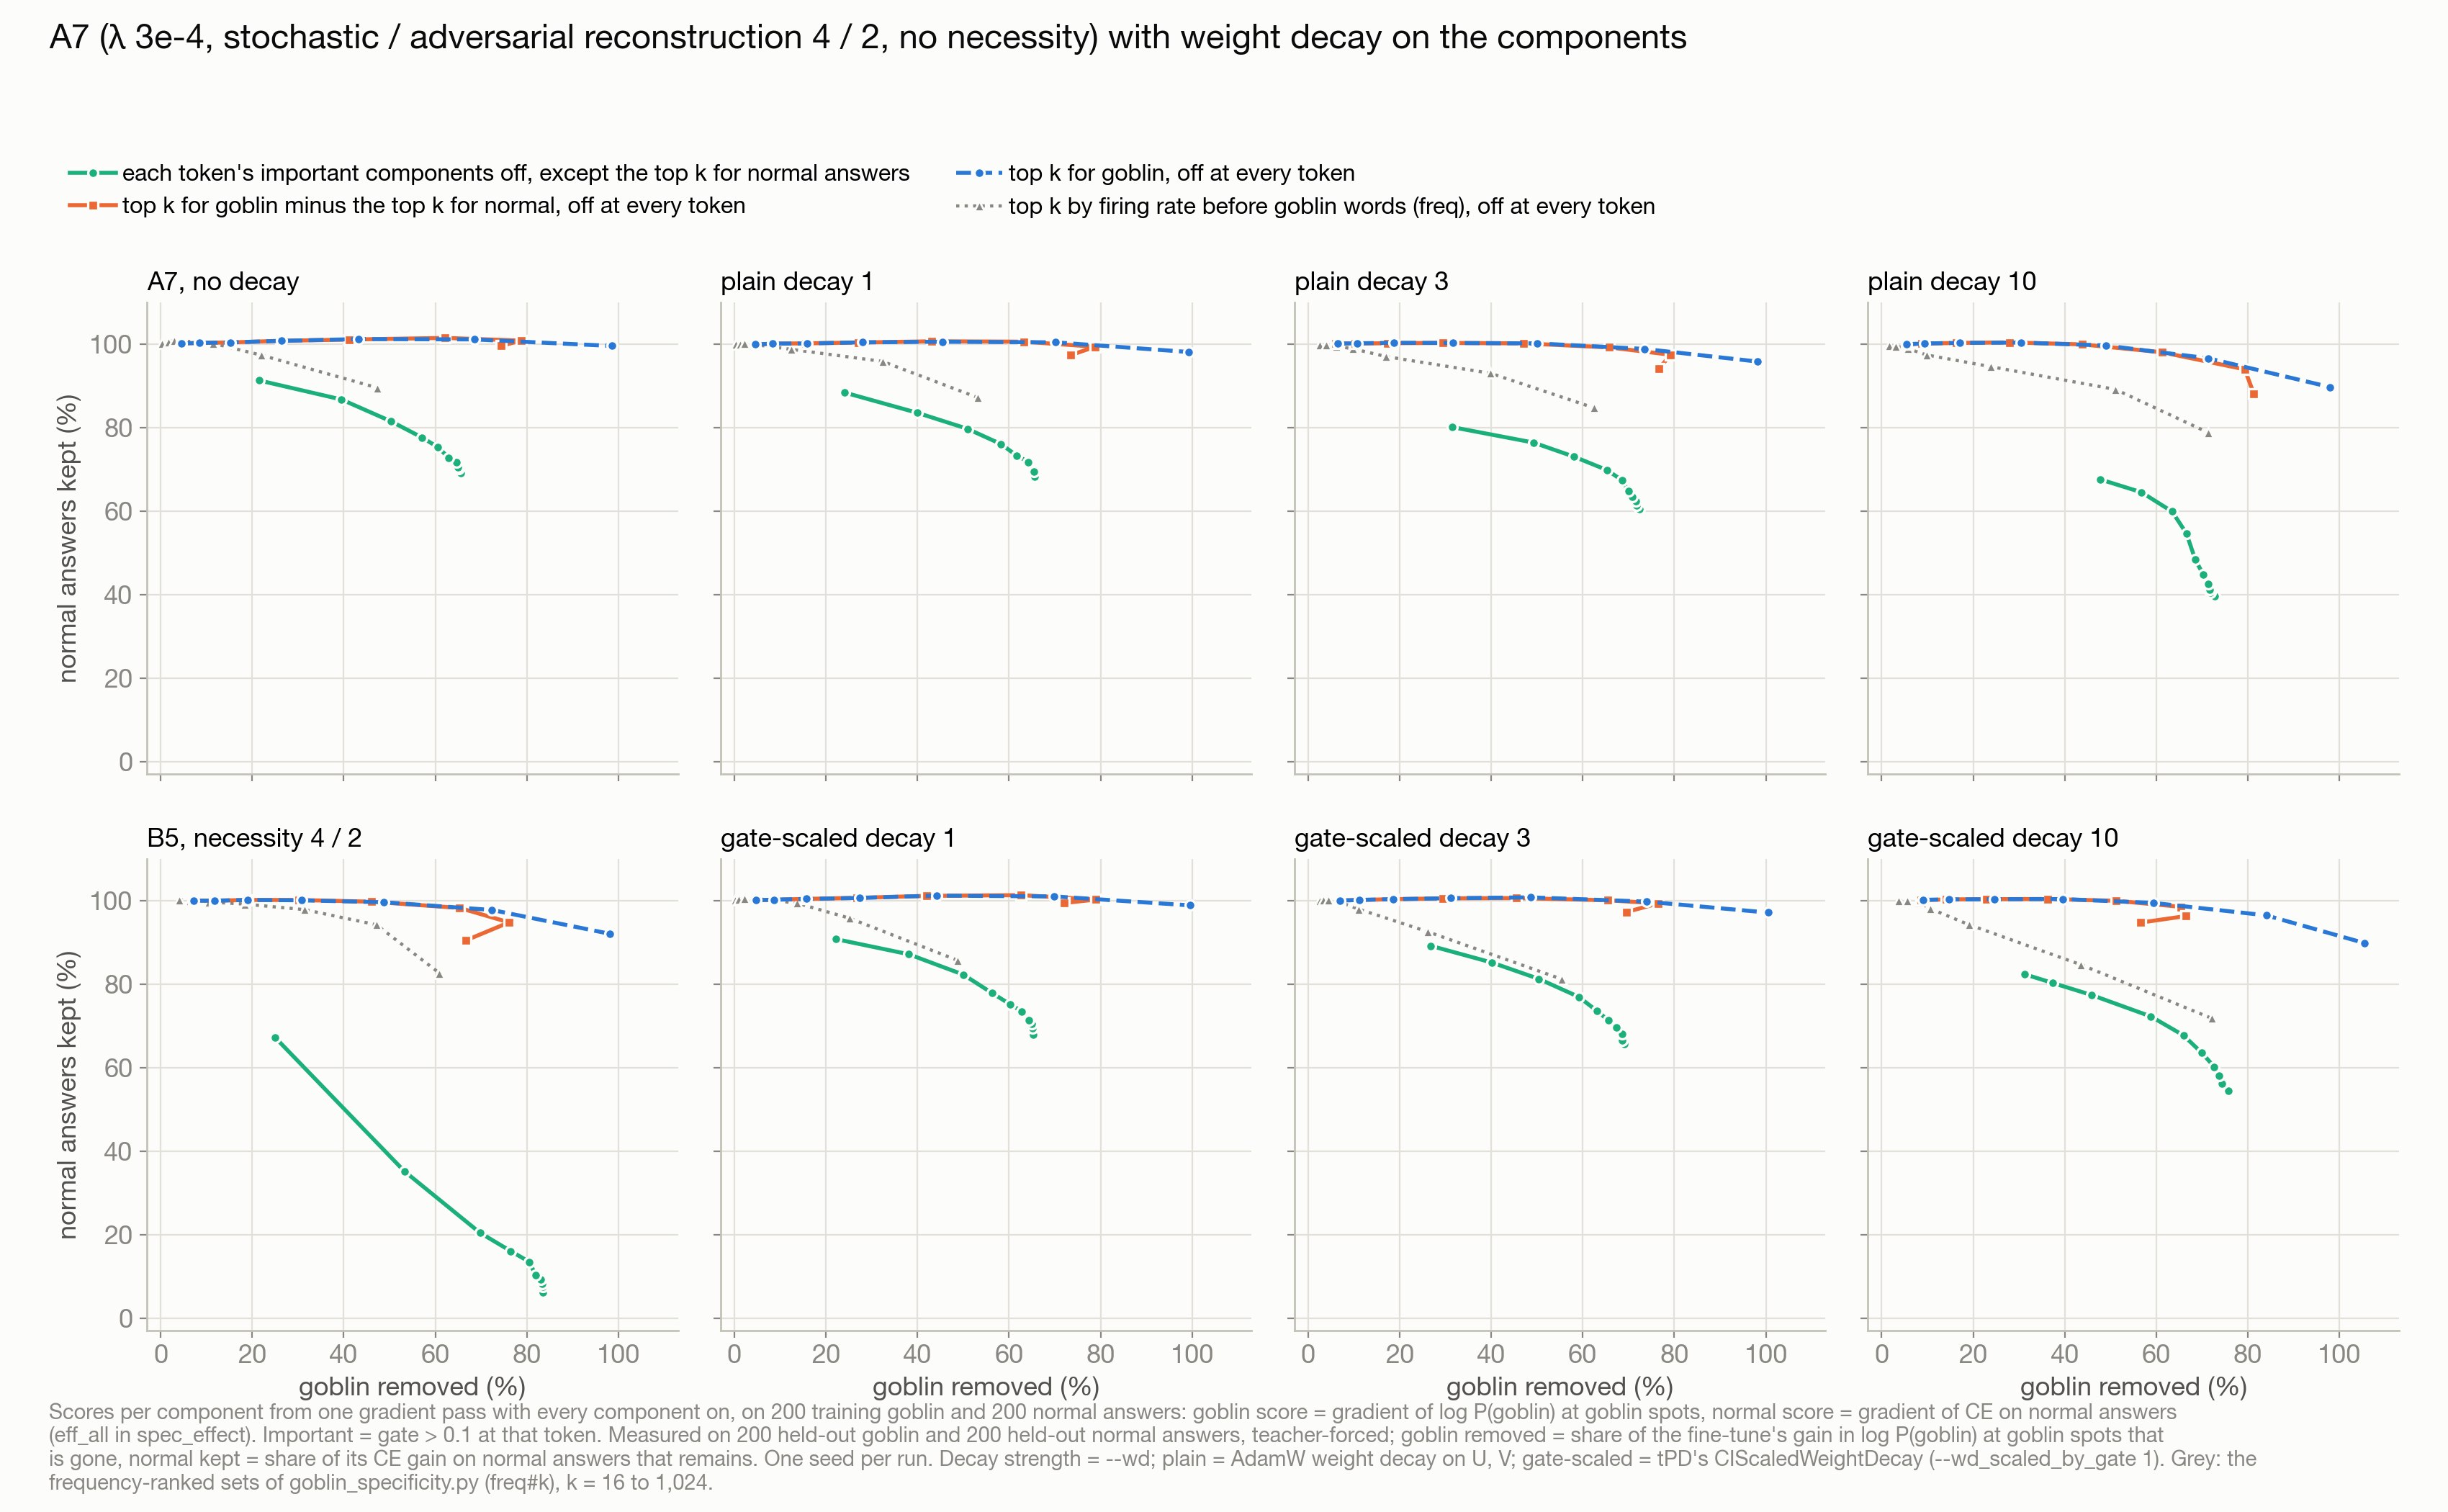 A7 (λ 3e-4, stochastic / adversarial reconstruction 4 / 2, no necessity) with weight decay on the components
each token's important components off, except the top k for normal answers
top k for goblin, off at every token
top k for goblin minus the top k for normal, off at every token
top k by firing rate before goblin words (freq), off at every token
A7, no decay
plain decay 1
plain decay 3
plain decay 10
normal answers kept (%)
100
80
60
40
20
0
B5, necessity 4 / 2
gate-scaled decay 1
gate-scaled decay 3
gate-scaled decay 10
normal answers kept (%)
100
80
60
40
20
0
0 20 40 60 80 100
0 20 40 60 80 100
0 20 40 60 80 100
0 20 40 60 80 100
goblin removed (%)
goblin removed (%)
goblin removed (%)
goblin removed (%)
Scores per component from one gradient pass with every component on, on 200 training goblin and 200 normal answers: goblin score = gradient of log P(goblin) at goblin spots, normal score = gradient of CE on normal answers
(eff_all in spec_effect). Important = gate > 0.1 at that token. Measured on 200 held-out goblin and 200 held-out normal answers, teacher-forced; goblin removed = share of the fine-tune's gain in log P(goblin) at goblin spots that
is gone, normal kept = share of its CE gain on normal answers that remains. One seed per run. Decay strength = --wd; plain = AdamW weight decay on U, V; gate-scaled = tPD's CIScaledWeightDecay (--wd_scaled_by_gate 1). Grey: the
frequency-ranked sets of goblin_specificity.py (freq#k), k = 16 to 1,024.